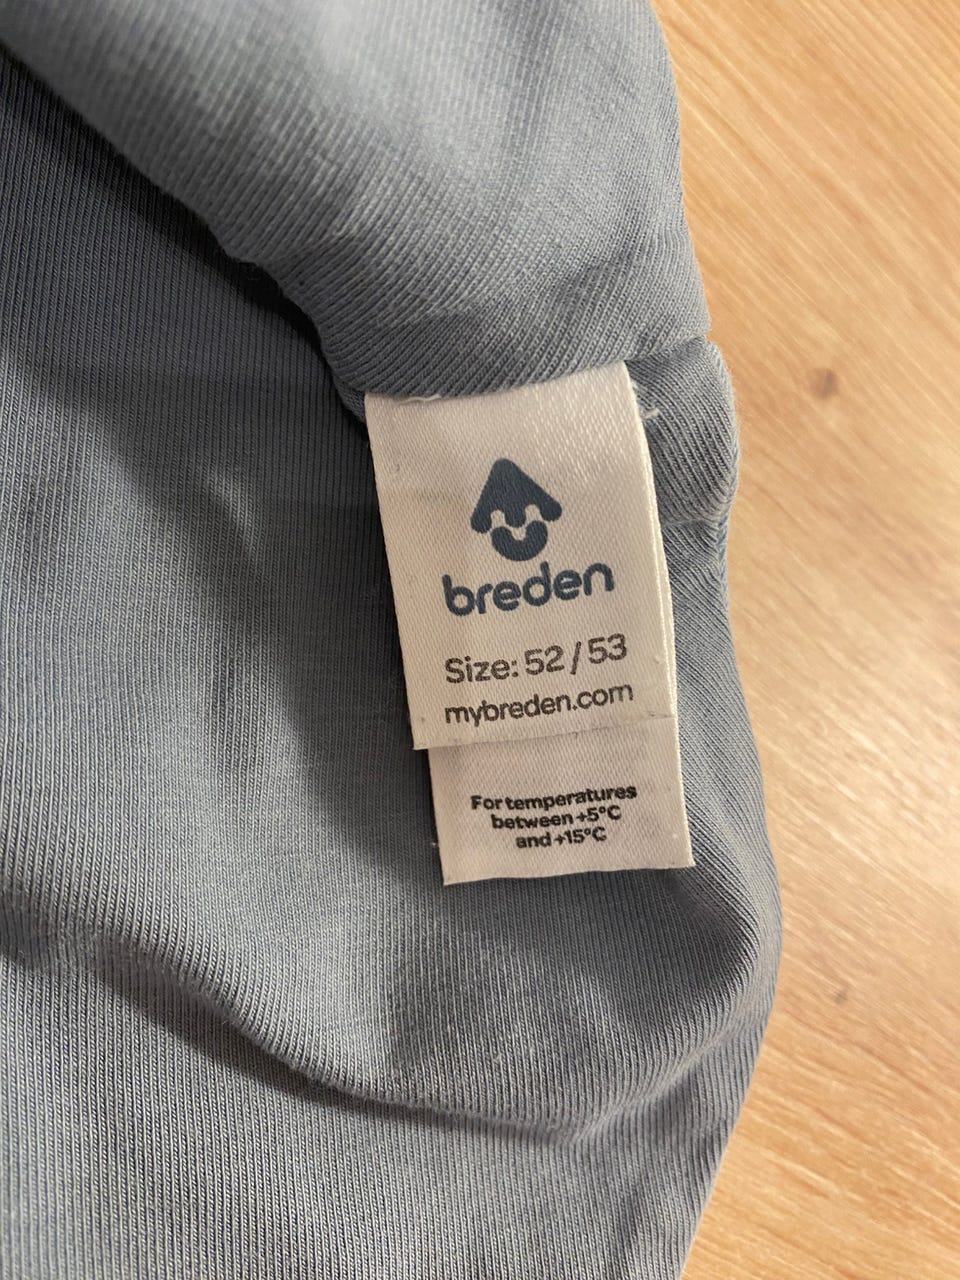 breden
Size: 52/53
mybreden.com
For temperatures
between +5°C
and +15°C